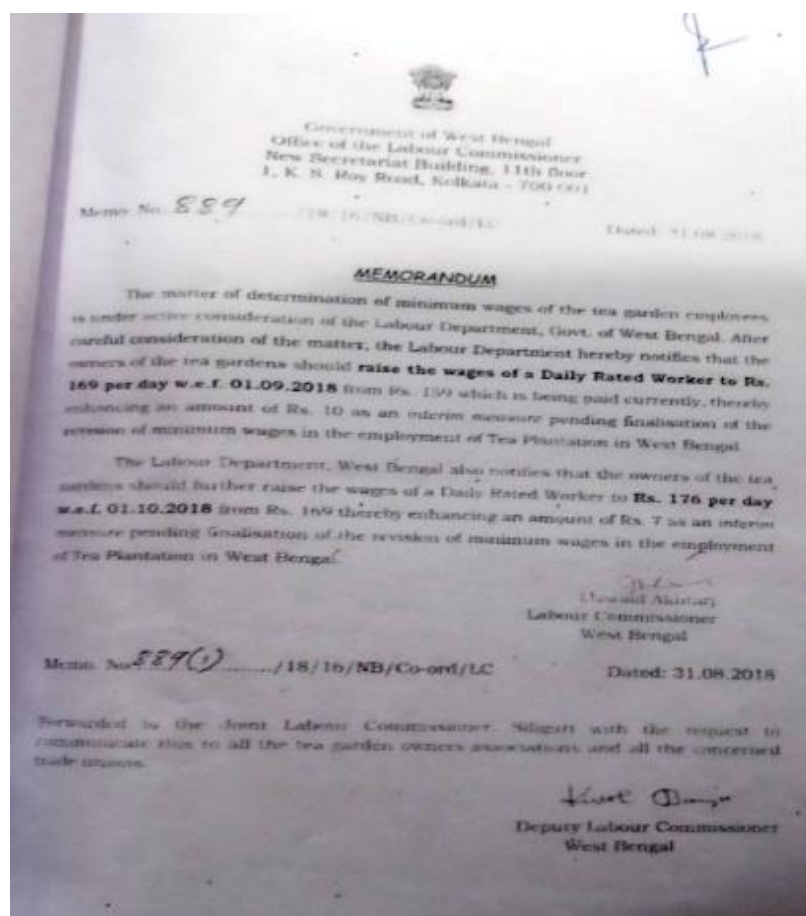 Government of West Bengal
Office of the Labour Commissioner
New Secretariat Building, 11th floor
1, K. S. Roy Road, Kolkata - 700 001
Memo No. 889 /18/16/NB/Co-ord/LC
Dated: 31.08.2018
MEMORANDUM
The matter of determination of minimum wages of the tea garden employees
is under active consideration of the Labour Department, Govt. of West Bengal. After
careful consideration of the matter, the Labour Department hereby notifies that the
owners of the tea gardens should raise the wages of a Daily Rated Worker to Rs.
169 per day w.e.f. 01.09.2018 from Rs. 159 which is being paid currently, thereby
enhancing an amount of Rs. 10 as an interim measure pending finalisation of the
revision of minimum wages in the employment of Tea Plantation in West Bengal.
The Labour Department, West Bengal also notifies that the owners of the tea
gardens should further raise the wages of a Daily Rated Worker to Rs. 176 per day
w.e.f. 01.10.2018 from Rs. 169 thereby enhancing an amount of Rs. 7 as an interim
measure pending finalisation of the revision of minimum wages in the employment
of Tea Plantation in West Bengal.
Labour Commissioner
West Bengal
Memo No 889(1)......../18/16/NB/Co-ord/LC
Dated: 31.08.2018
Forwarded to the Joint Labour Commissioner, Siliguri with the request to
communicate this to all the tea garden owners associations and all the concerned
trade unions.
Deputy Labour Commissioner
West Bengal